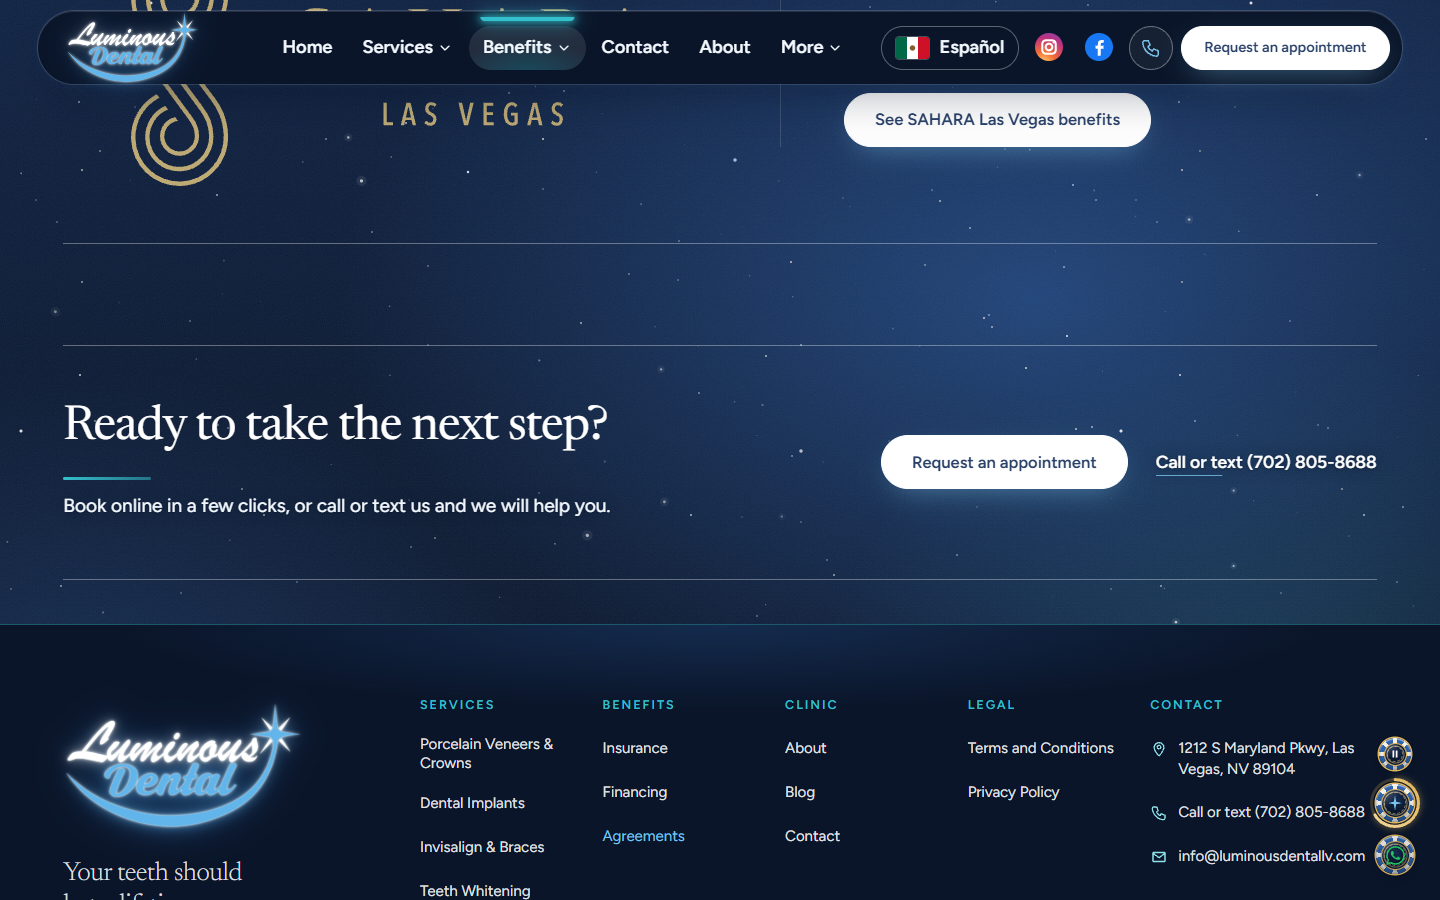 Luminous
Dental
Home
Services
Benefits
Contact
About
More
Español
Request an appointment
LAS VEGAS
See SAHARA Las Vegas benefits
Ready to take the next step?
Book online in a few clicks, or call or text us and we will help you.
Request an appointment
Call or text (702) 805-8688
Luminous
Dental
Your teeth should
SERVICES
Porcelain Veneers &
Crowns
Dental Implants
Invisalign & Braces
Teeth Whitening
BENEFITS
Insurance
Financing
Agreements
CLINIC
About
Blog
Contact
LEGAL
Terms and Conditions
Privacy Policy
CONTACT
1212 S Maryland Pkwy, Las
Vegas, NV 89104
Call or text (702) 805-8688
info@luminousdentallv.com